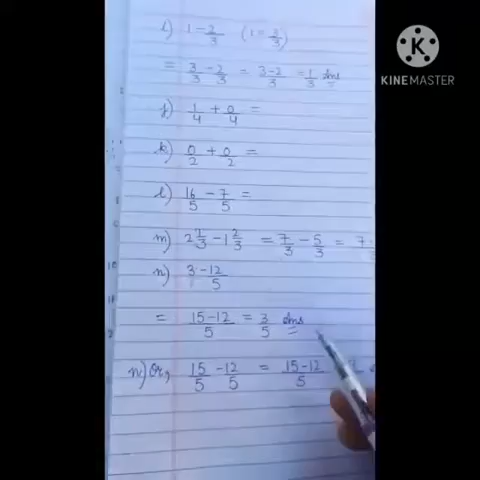 i) 1 - 2/3 (1 = 3/3)
= 3/3 - 2/3 = 3-2/3 = 1/3 Ans
j) 1/4 + 0/4 =
k) 0/2 + 0/2 =
l) 16/5 - 7/5 =
m) 2 1/3 - 1 2/3 = 7/3 - 5/3 = 7
n) 3 - 12/5
= 15-12/5 = 3/5 Ans
n) Or, 15/5 - 12/5 = 15-12/5
KINEMASTER